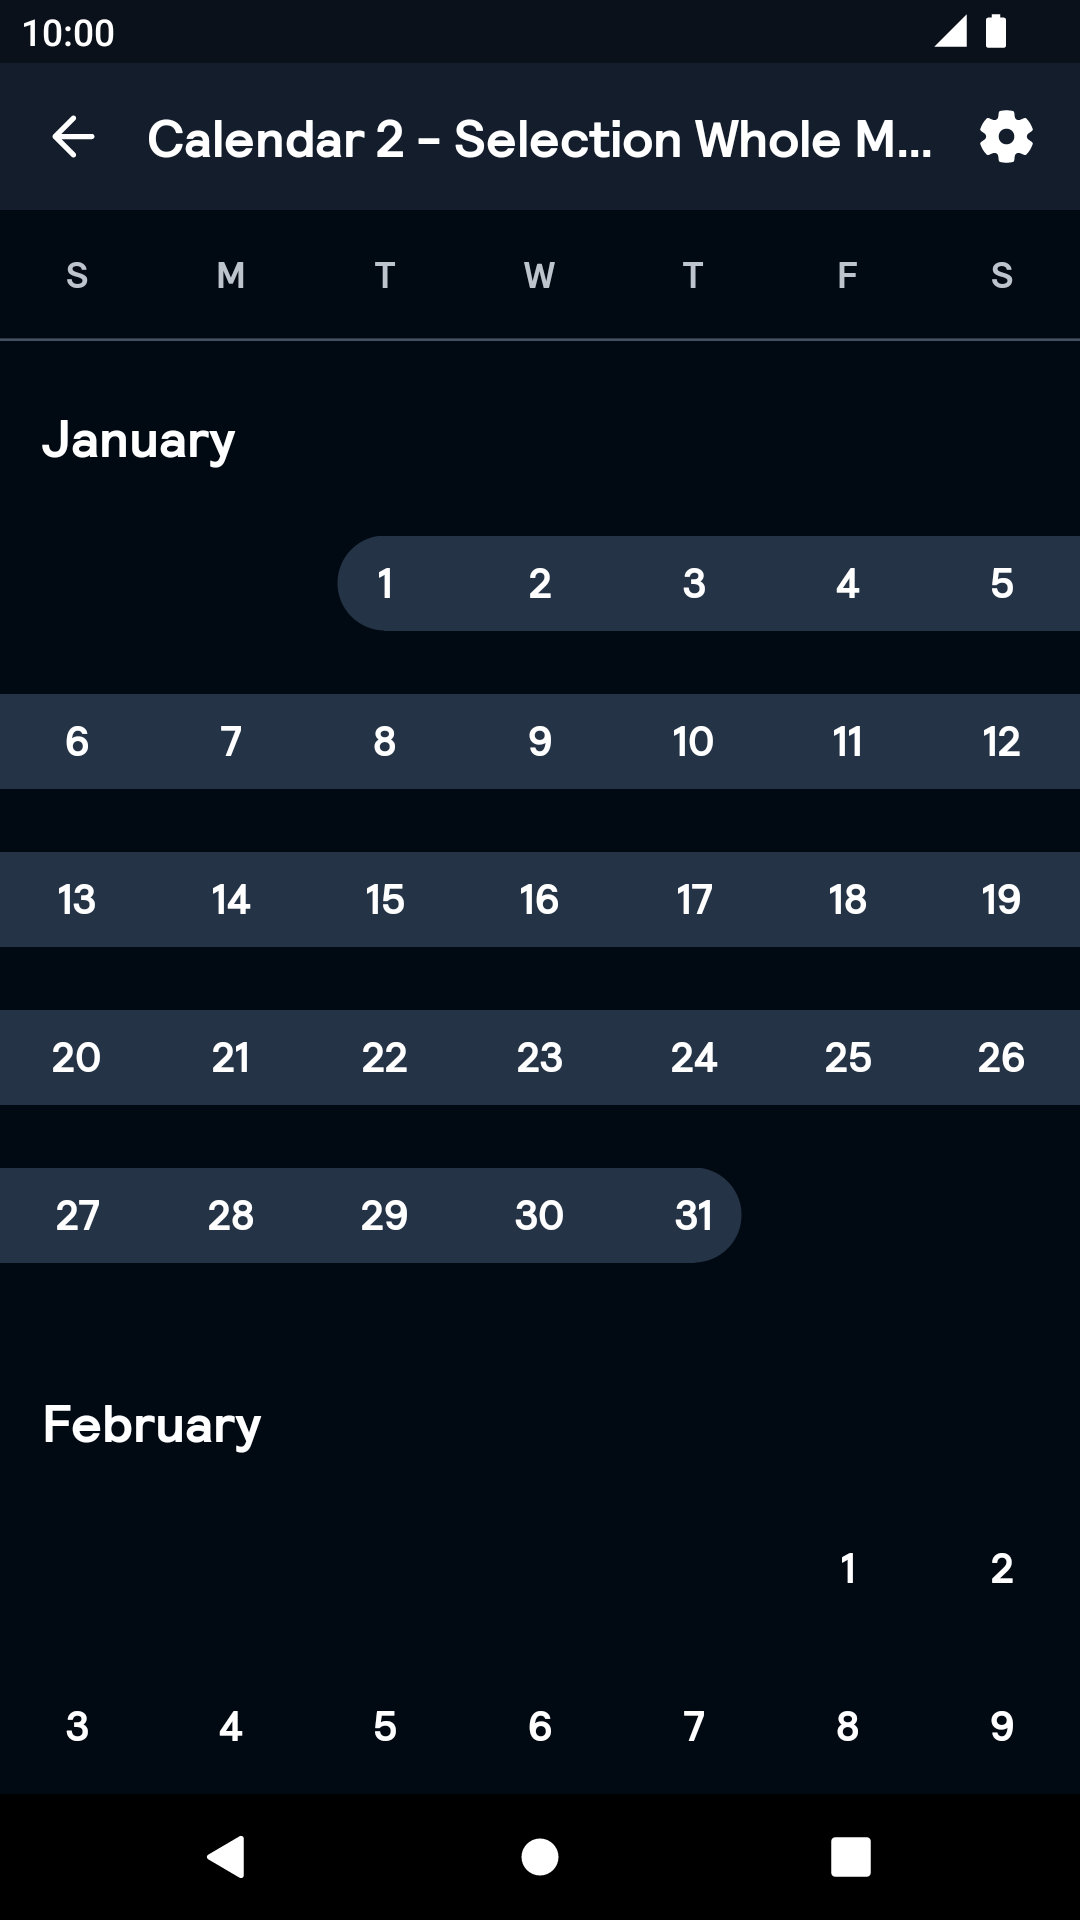 10:00
Calendar 2 – Selection Whole M...
S M T W T F S
January
1 2 3 4 5
6 7 8 9 10 11 12
13 14 15 16 17 18 19
20 21 22 23 24 25 26
27 28 29 30 31
February
1 2
3 4 5 6 7 8 9